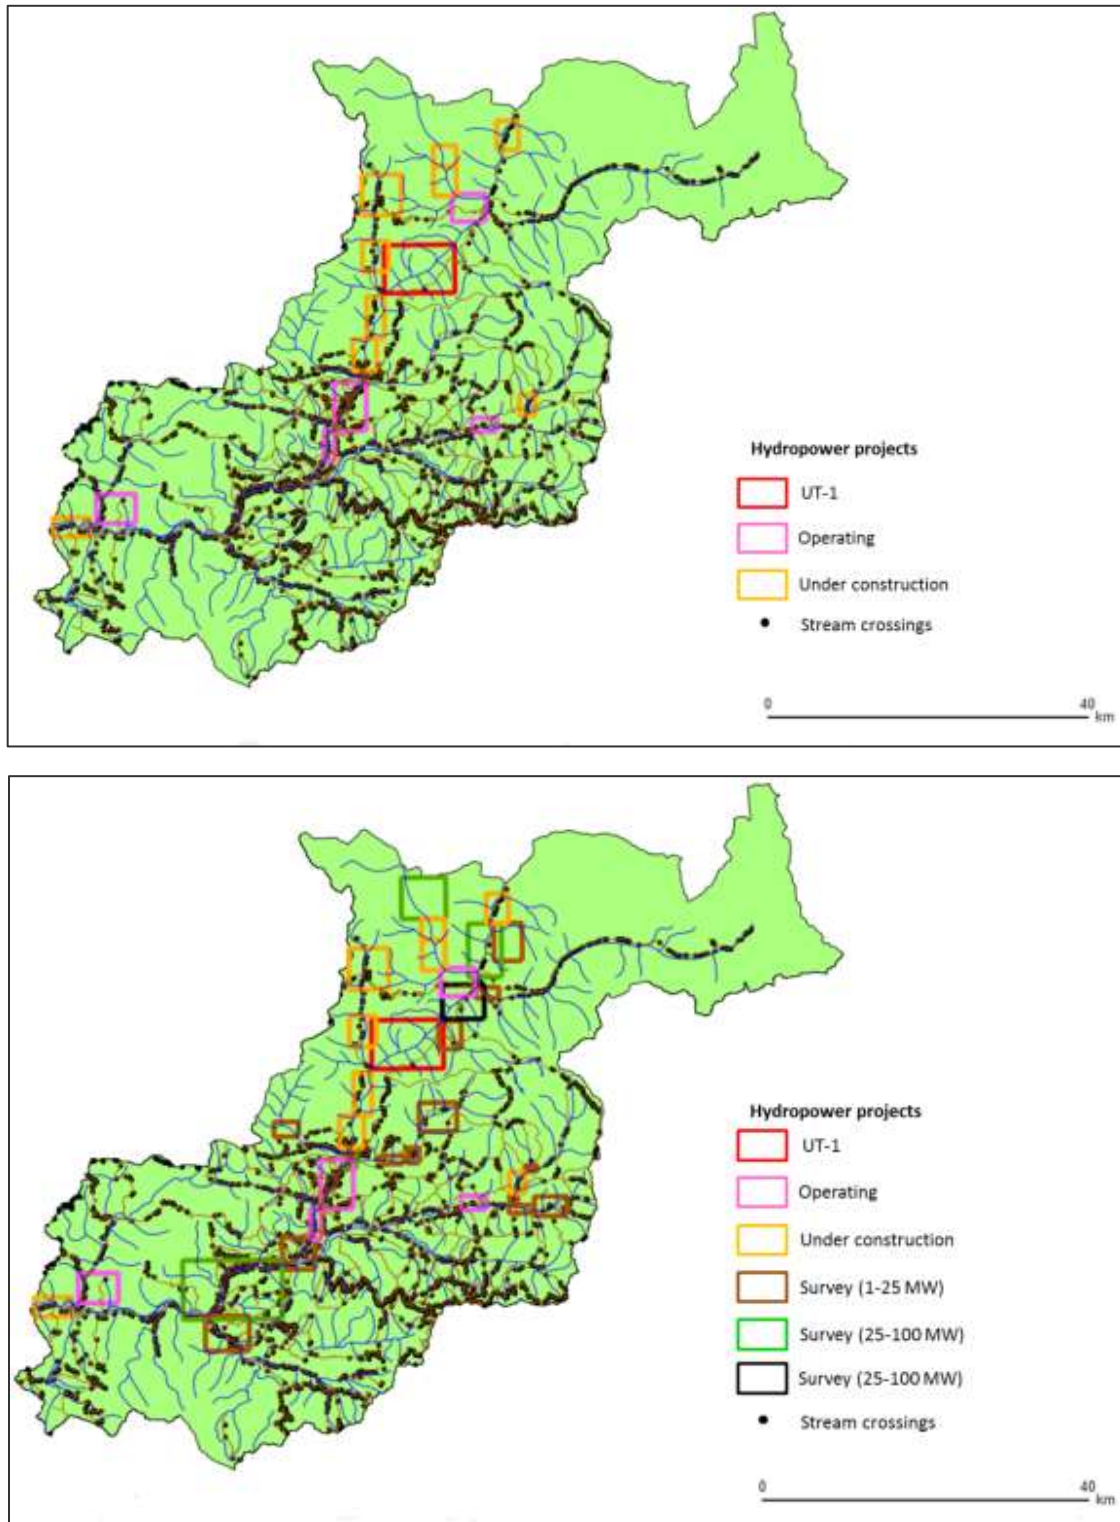 Hydropower projects
UT-1
Operating
Under construction
Stream crossings
0 40
km
Hydropower projects
UT-1
Operating
Under construction
Survey (1-25 MW)
Survey (25-100 MW)
Survey (25-100 MW)
Stream crossings
0 40
km